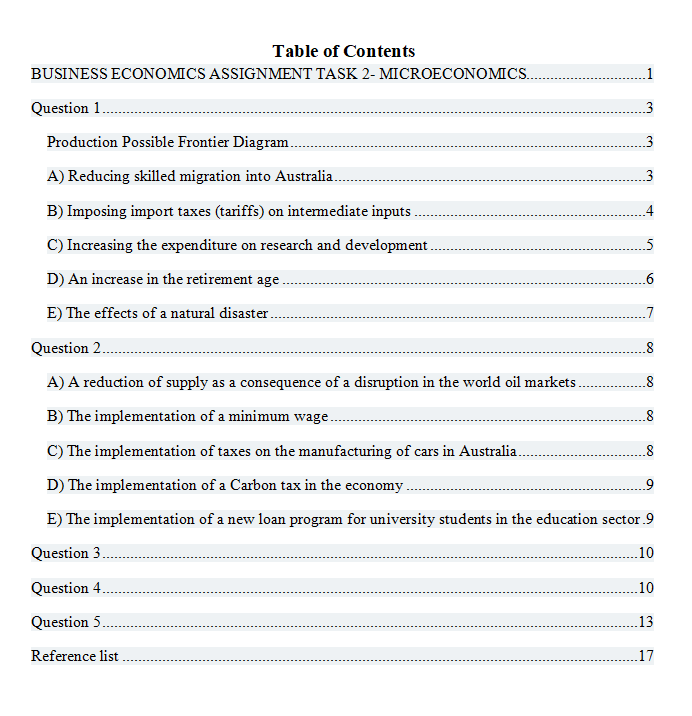 Table of Contents
BUSINESS ECONOMICS ASSIGNMENT TASK 2- MICROECONOMICS.............................1
Question 1.............................3
Production Possible Frontier Diagram.............................3
A) Reducing skilled migration into Australia.............................3
B) Imposing import taxes (tariffs) on intermediate inputs.............................4
C) Increasing the expenditure on research and development.............................5
D) An increase in the retirement age.............................6
E) The effects of a natural disaster.............................7
Question 2.............................8
A) A reduction of supply as a consequence of a disruption in the world oil markets.............................8
B) The implementation of a minimum wage.............................8
C) The implementation of taxes on the manufacturing of cars in Australia.............................8
D) The implementation of a Carbon tax in the economy.............................9
E) The implementation of a new loan program for university students in the education sector.9
Question 3.............................10
Question 4.............................10
Question 5.............................13
Reference list.............................17